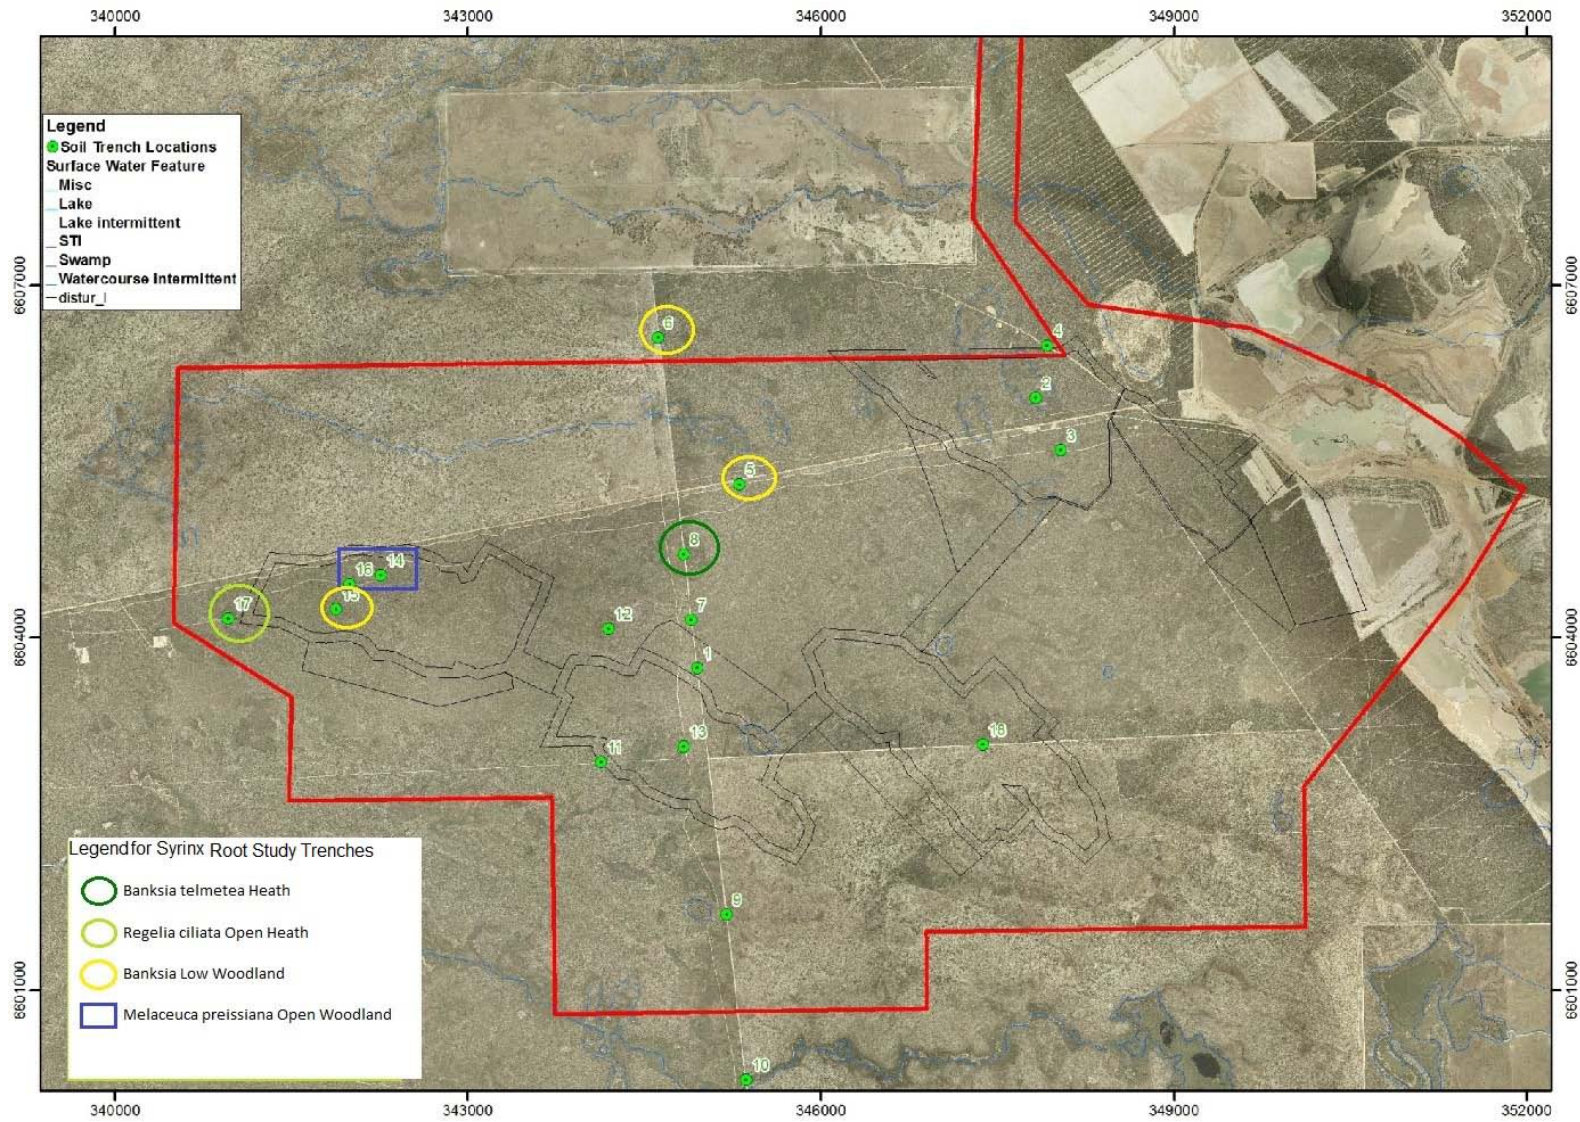 340000 343000 346000 349000 352000
Legend
Soil Trench Locations
Surface Water Feature
Misc
Lake
Lake intermittent
STI
Swamp
Watercourse Intermittent
distur_l
6607000 6607000
6
4
2
3
5
8
14
16
15
17
12
7
6604000 6604000
1
13
18
11
Legend for Syrinx Root Study Trenches
Banksia telmetea Heath
Regelia ciliata Open Heath
Banksia Low Woodland
Melaceuca preissiana Open Woodland
9
6601000 6601000
10
340000 343000 346000 349000 352000